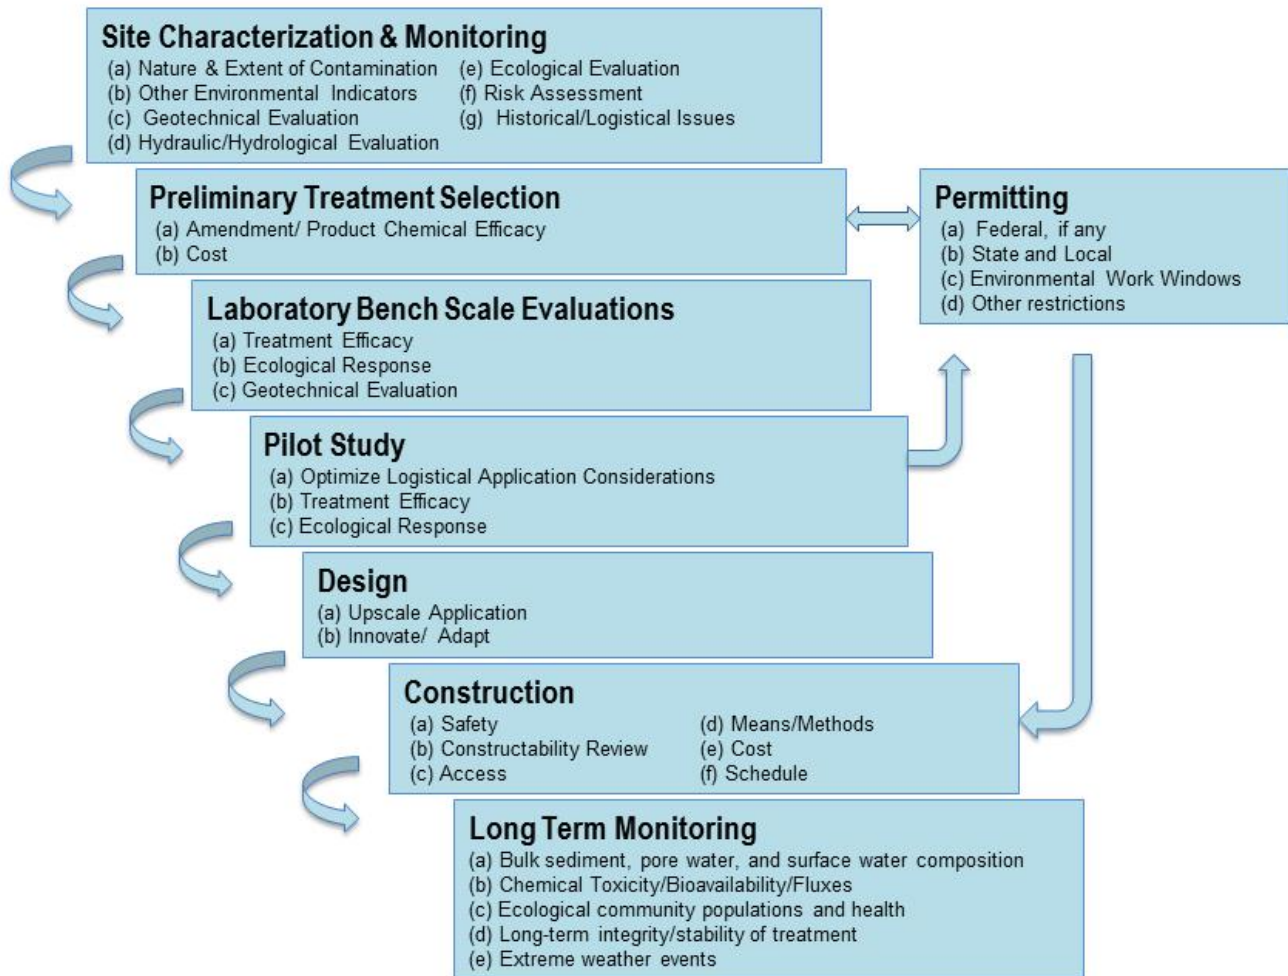 Site Characterization & Monitoring
(a) Nature & Extent of Contamination
(b) Other Environmental Indicators
(c) Geotechnical Evaluation
(d) Hydraulic/Hydrological Evaluation
(e) Ecological Evaluation
(f) Risk Assessment
(g) Historical/Logistical Issues
Preliminary Treatment Selection
(a) Amendment/ Product Chemical Efficacy
(b) Cost
Permitting
(a) Federal, if any
(b) State and Local
(c) Environmental Work Windows
(d) Other restrictions
Laboratory Bench Scale Evaluations
(a) Treatment Efficacy
(b) Ecological Response
(c) Geotechnical Evaluation
Pilot Study
(a) Optimize Logistical Application Considerations
(b) Treatment Efficacy
(c) Ecological Response
Design
(a) Upscale Application
(b) Innovate/ Adapt
Construction
(a) Safety
(b) Constructability Review
(c) Access
(d) Means/Methods
(e) Cost
(f) Schedule
Long Term Monitoring
(a) Bulk sediment, pore water, and surface water composition
(b) Chemical Toxicity/Bioavailability/Fluxes
(c) Ecological community populations and health
(d) Long-term integrity/stability of treatment
(e) Extreme weather events